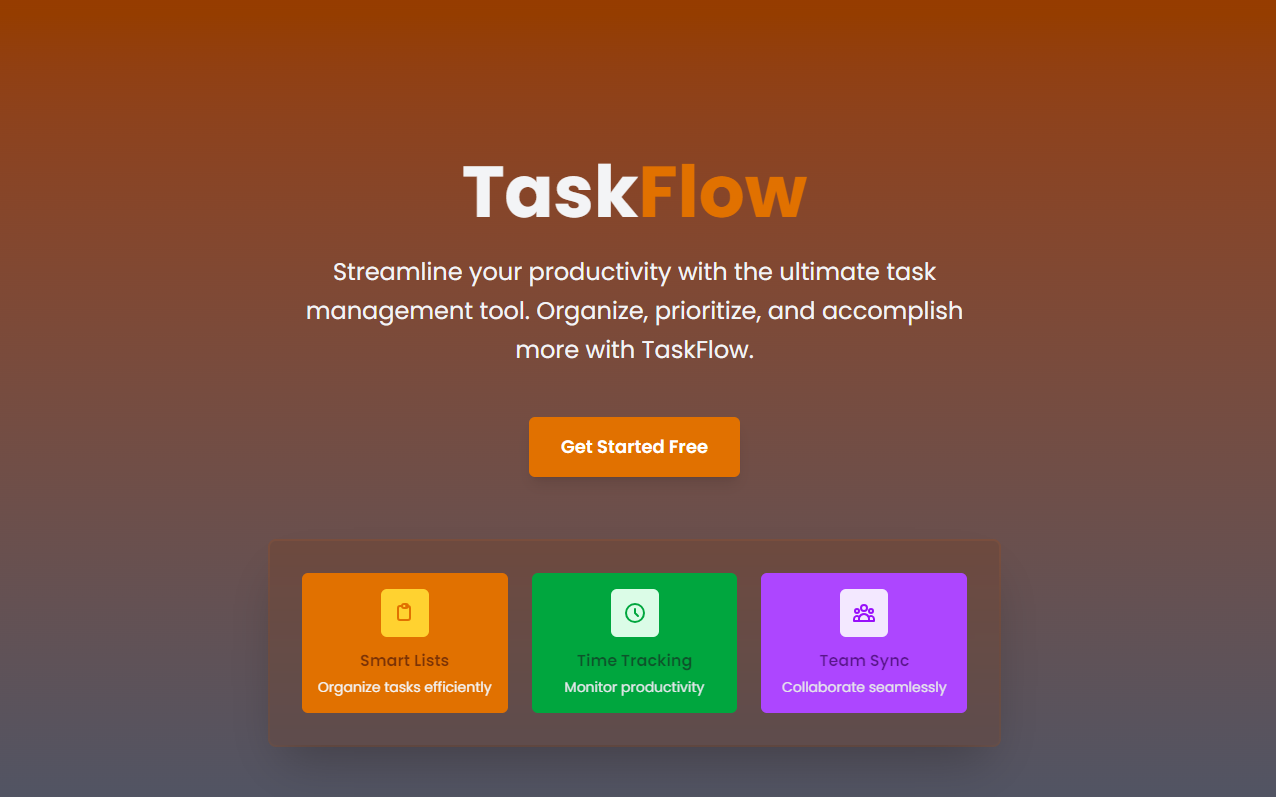 TaskFlow
Streamline your productivity with the ultimate task
management tool. Organize, prioritize, and accomplish
more with TaskFlow.
Get Started Free
Smart Lists
Organize tasks efficiently
Time Tracking
Monitor productivity
Team Sync
Collaborate seamlessly